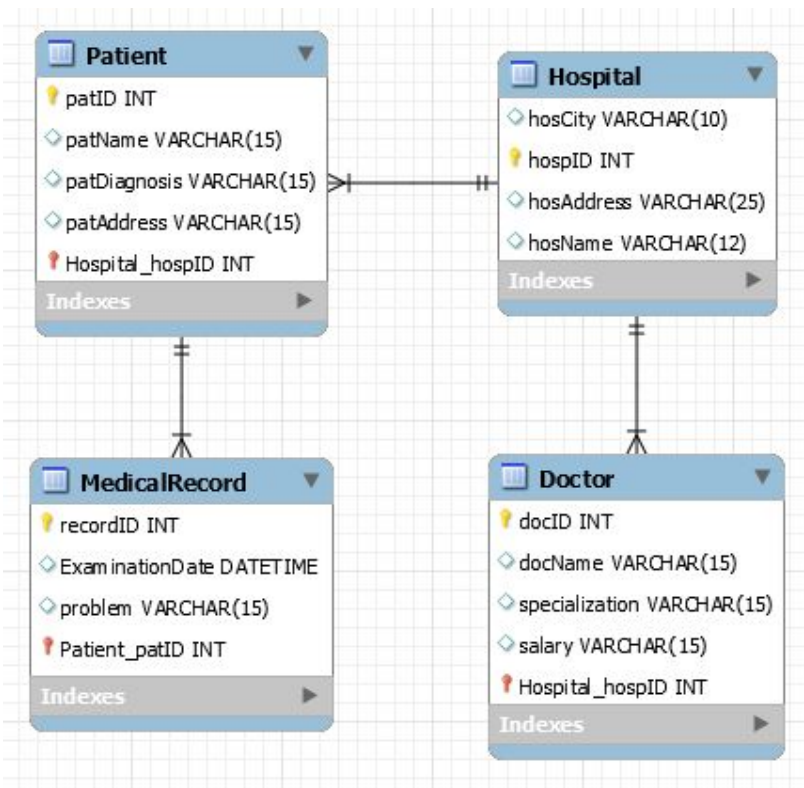 Patient
patID INT
patName VARCHAR(15)
patDiagnosis VARCHAR(15)
patAddress VARCHAR(15)
Hospital_hospID INT
Indexes
Hospital
hosCity VARCHAR(10)
hospID INT
hosAddress VARCHAR(25)
hosName VARCHAR(12)
Indexes
MedicalRecord
recordID INT
ExaminationDate DATETIME
problem VARCHAR(15)
Patient_patID INT
Indexes
Doctor
docID INT
docName VARCHAR(15)
specialization VARCHAR(15)
salary VARCHAR(15)
Hospital_hospID INT
Indexes